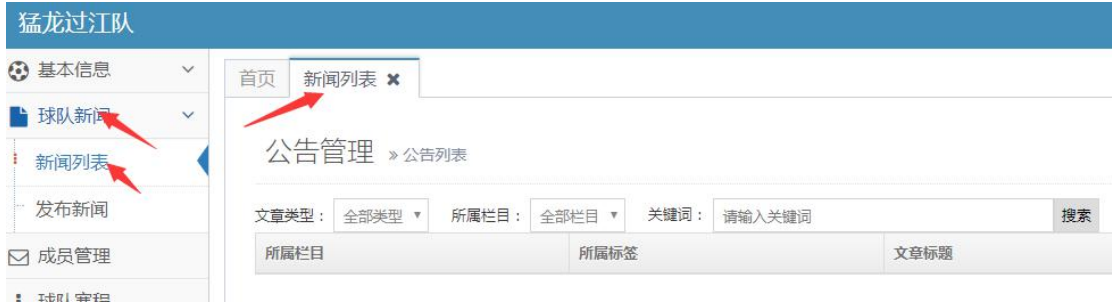 猛龙过江队
基本信息
球队新闻
新闻列表
发布新闻
成员管理
球队赛程
首页 新闻列表 ✖
公告管理 » 公告列表
文章类型： 全部类型 所属栏目： 全部栏目 关键词： 请输入关键词 搜索
所属栏目 所属标签 文章标题